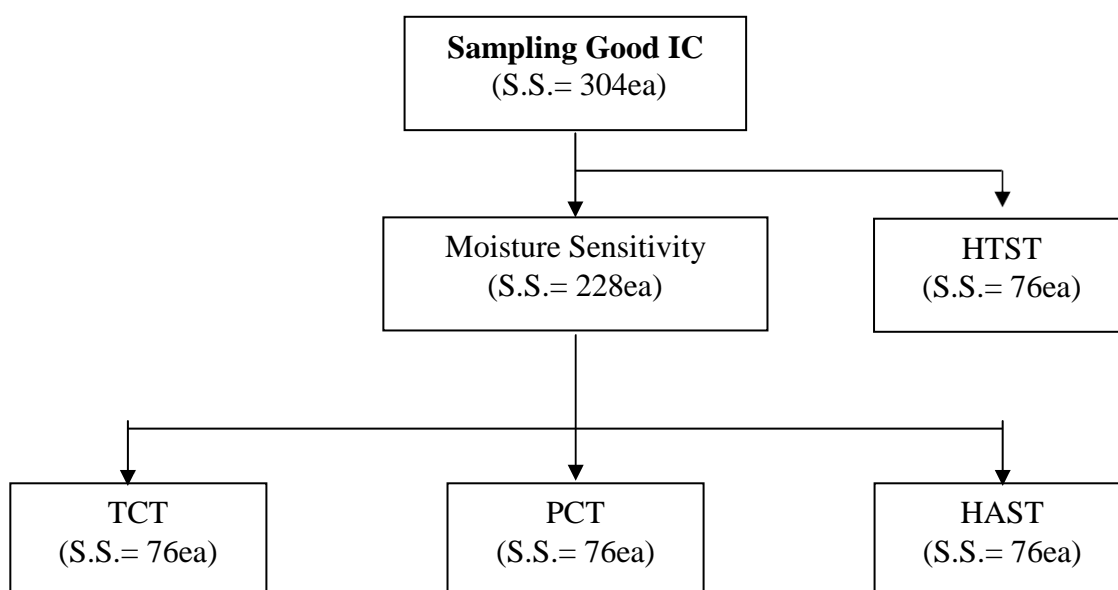 Sampling Good IC
(S.S.= 304ea)
Moisture Sensitivity
(S.S.= 228ea)
HTST
(S.S.= 76ea)
TCT
(S.S.= 76ea)
PCT
(S.S.= 76ea)
HAST
(S.S.= 76ea)